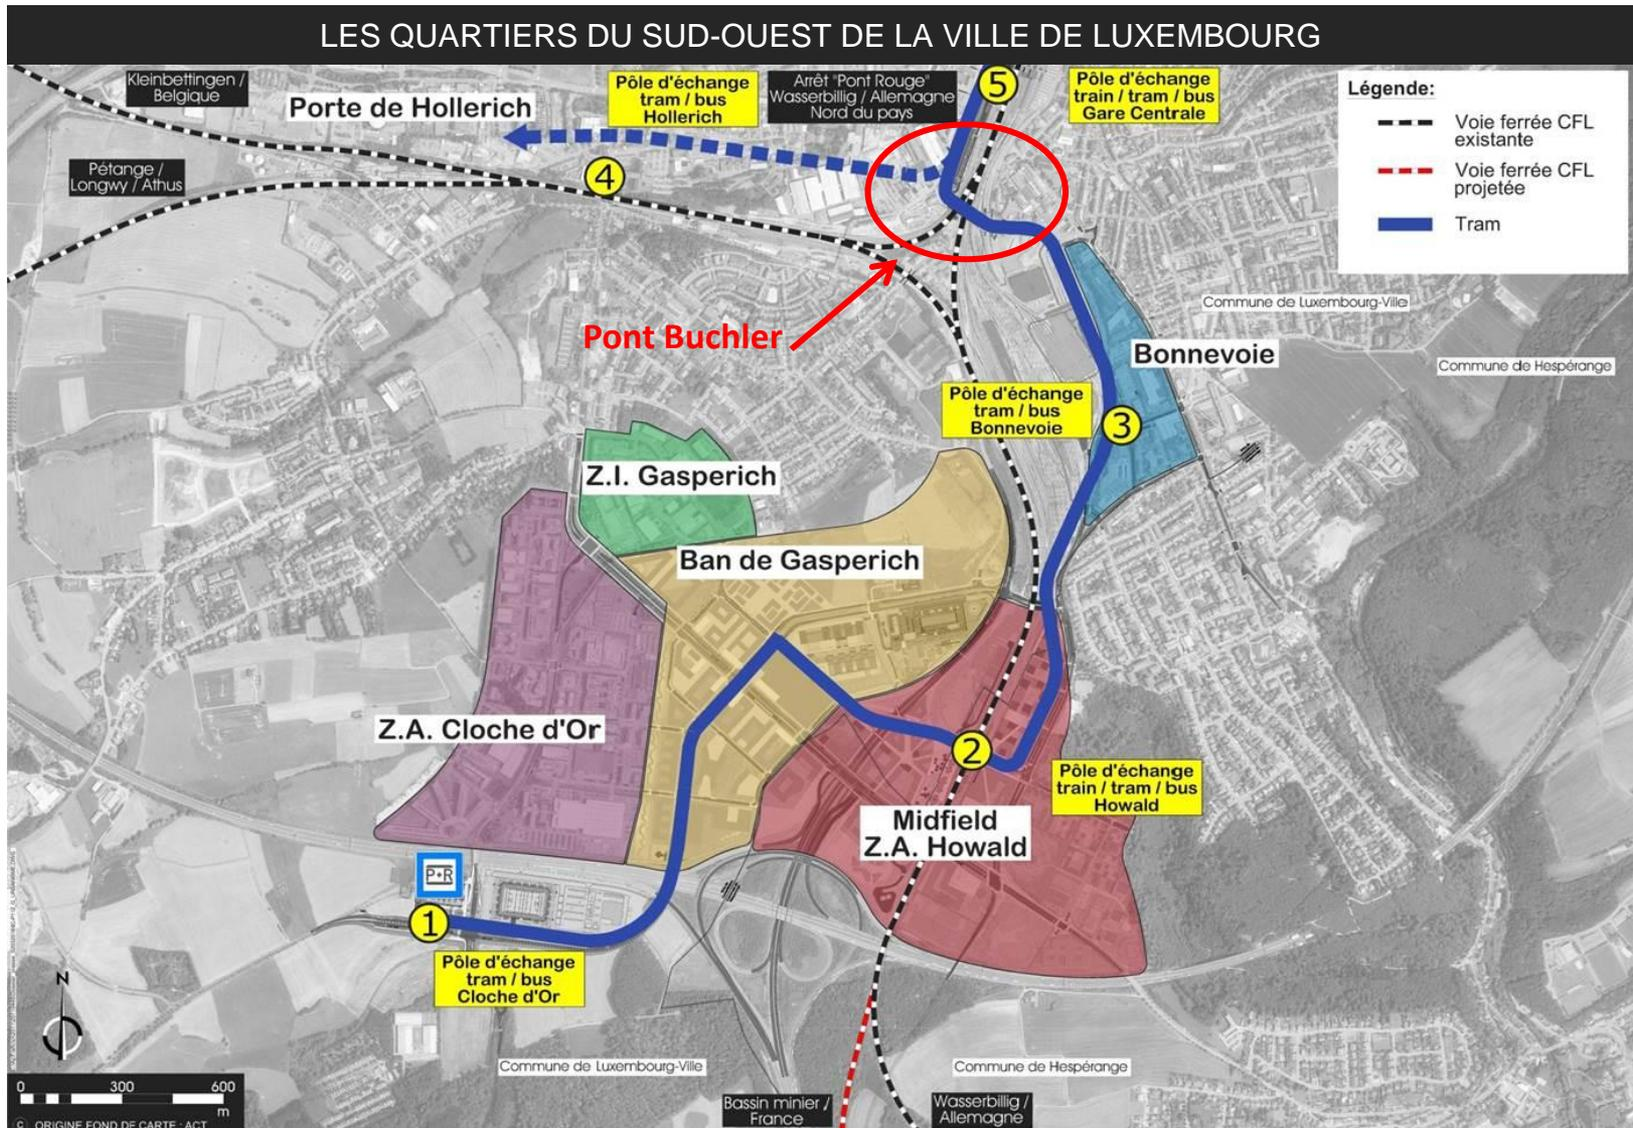 LES QUARTIERS DU SUD-OUEST DE LA VILLE DE LUXEMBOURG
Kleinbettingen /
Belgique
Porte de Hollerich
Pôle d'échange
tram / bus
Hollerich
Arrêt "Pont Rouge"
Wasserbillig / Allemagne
Nord du pays
5
Pôle d'échange
train / tram / bus
Gare Centrale
Légende:
Voie ferrée CFL
existante
Voie ferrée CFL
projetée
Tram
Pétange /
Longwy / Athus
4
Commune de Luxembourg-Ville
Pont Buchler
Bonnevoie
Commune de Hespérange
Pôle d'échange
tram / bus
Bonnevoie
3
Z.I. Gasperich
Ban de Gasperich
Z.A. Cloche d'Or
2
Pôle d'échange
train / tram / bus
Howald
Midfield
Z.A. Howald
P+R
1
Pôle d'échange
tram / bus
Cloche d'Or
N
Commune de Luxembourg-Ville
Commune de Hespérange
0 300 600
m
Bassin minier /
France
Wasserbillig /
Allemagne
© ORIGINE FOND DE CARTE : ACT